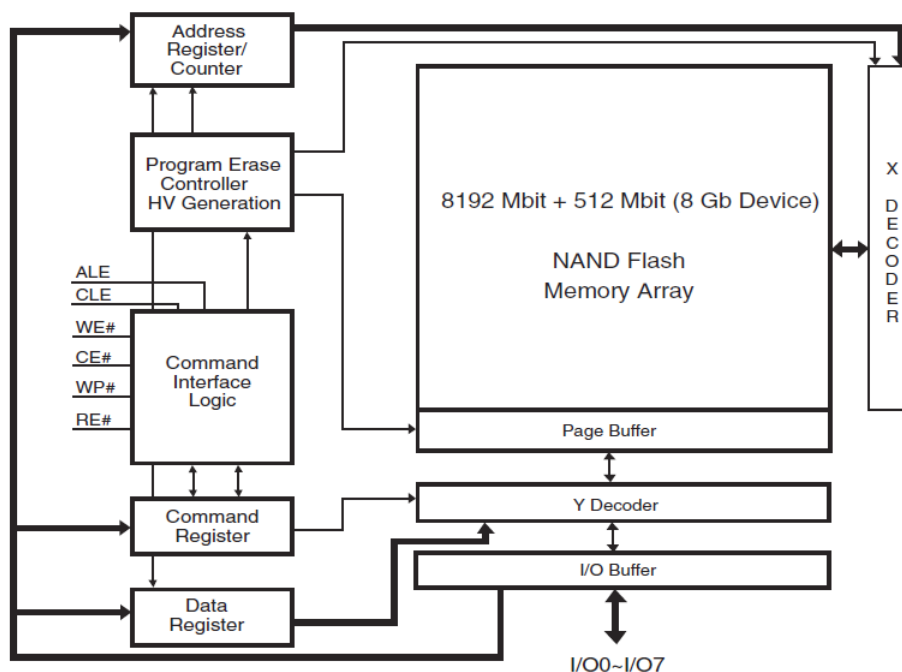 Address
Register/
Counter
Program Erase
Controller
HV Generation
8192 Mbit + 512 Mbit (8 Gb Device)
NAND Flash
Memory Array
X
D
E
C
O
D
E
R
ALE
CLE
WE#
CE#
WP#
RE#
Command
Interface
Logic
Page Buffer
Command
Register
Y Decoder
I/O Buffer
Data
Register
I/O0~I/O7